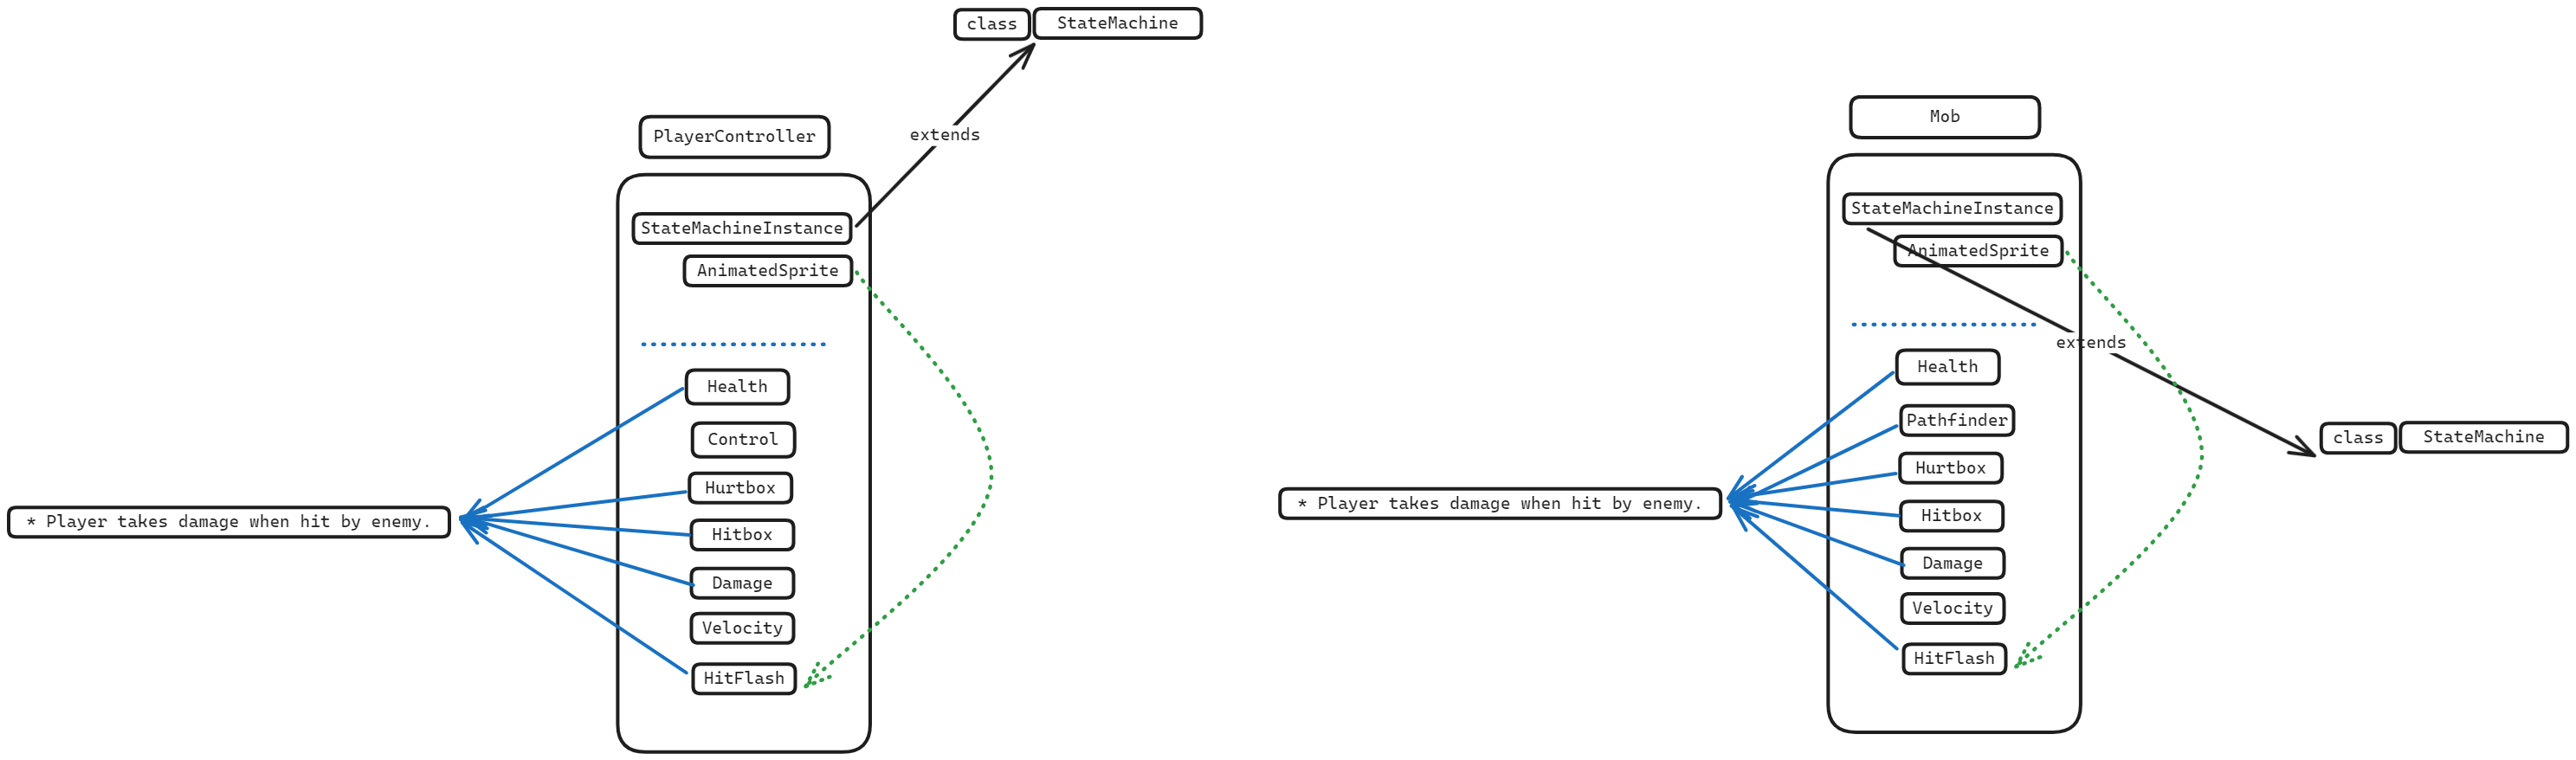 class StateMachine
extends
PlayerController
StateMachineInstance
AnimatedSprite
Health
Control
Hurtbox
Hitbox
Damage
Velocity
HitFlash
* Player takes damage when hit by enemy.
Mob
StateMachineInstance
AnimatedSprite
extends
Health
Pathfinder
Hurtbox
Hitbox
Damage
Velocity
HitFlash
* Player takes damage when hit by enemy.
class StateMachine